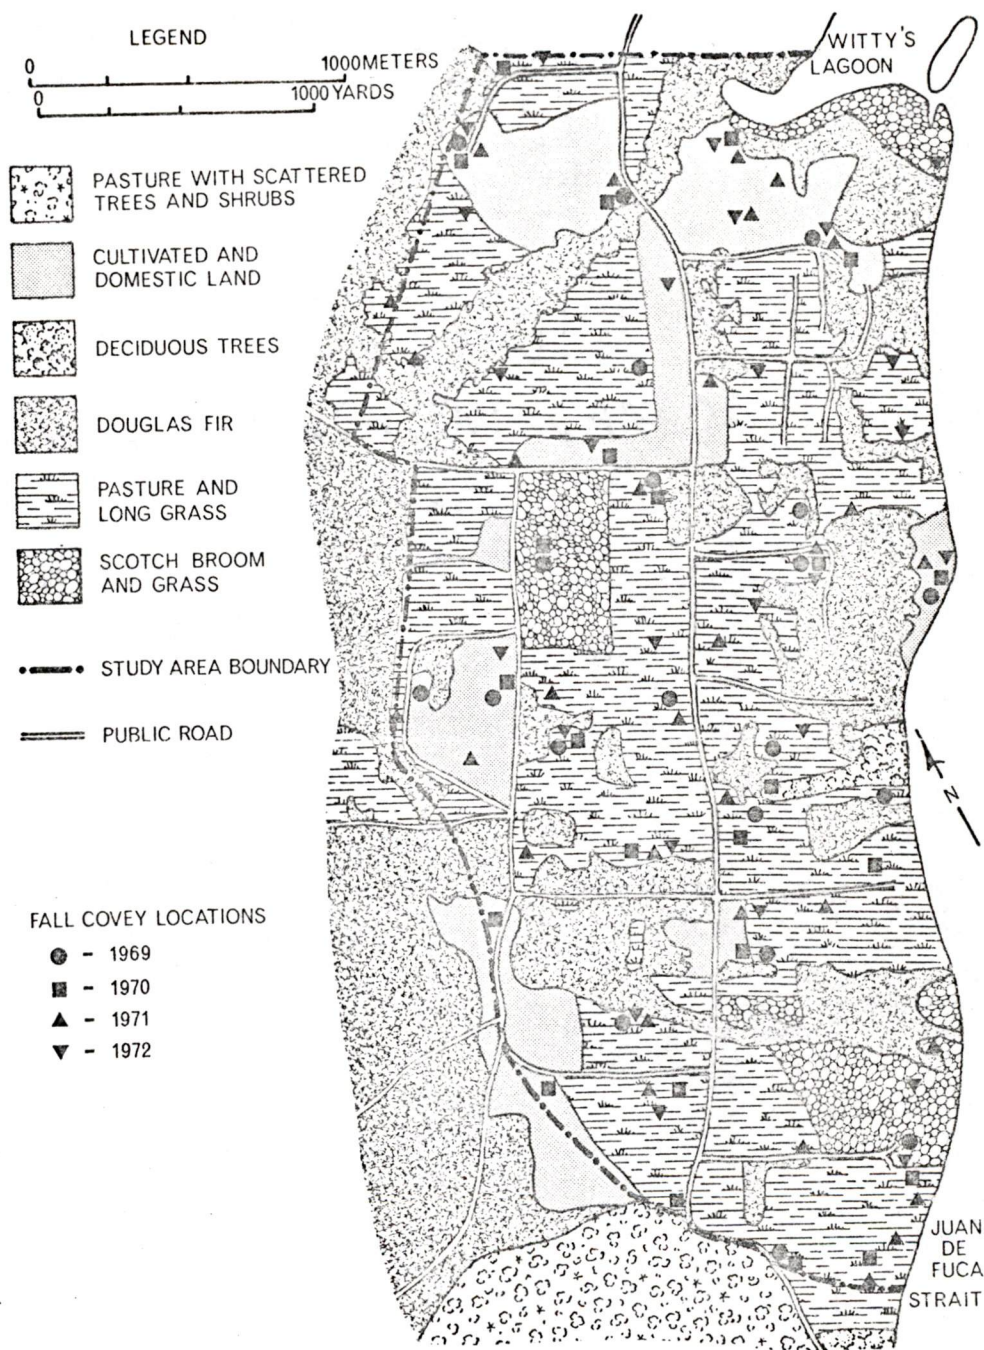 LEGEND
0 1000 METERS
0 1000 YARDS
WITTY'S
LAGOON
PASTURE WITH SCATTERED
TREES AND SHRUBS
CULTIVATED AND
DOMESTIC LAND
DECIDUOUS TREES
DOUGLAS FIR
PASTURE AND
LONG GRASS
SCOTCH BROOM
AND GRASS
STUDY AREA BOUNDARY
PUBLIC ROAD
N
FALL COVEY LOCATIONS
- 1969
- 1970
- 1971
- 1972
JUAN
DE
FUCA
STRAIT